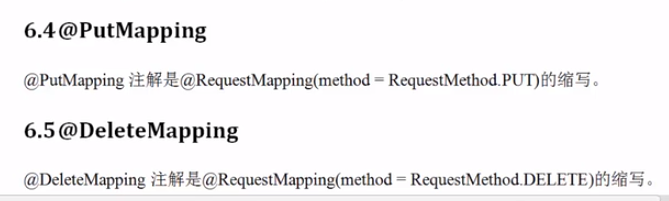 6.4@PutMapping
@PutMapping 注解是@RequestMapping(method = RequestMethod.PUT)的缩写。
6.5@DeleteMapping
@DeleteMapping 注解是@RequestMapping(method = RequestMethod.DELETE)的缩写。